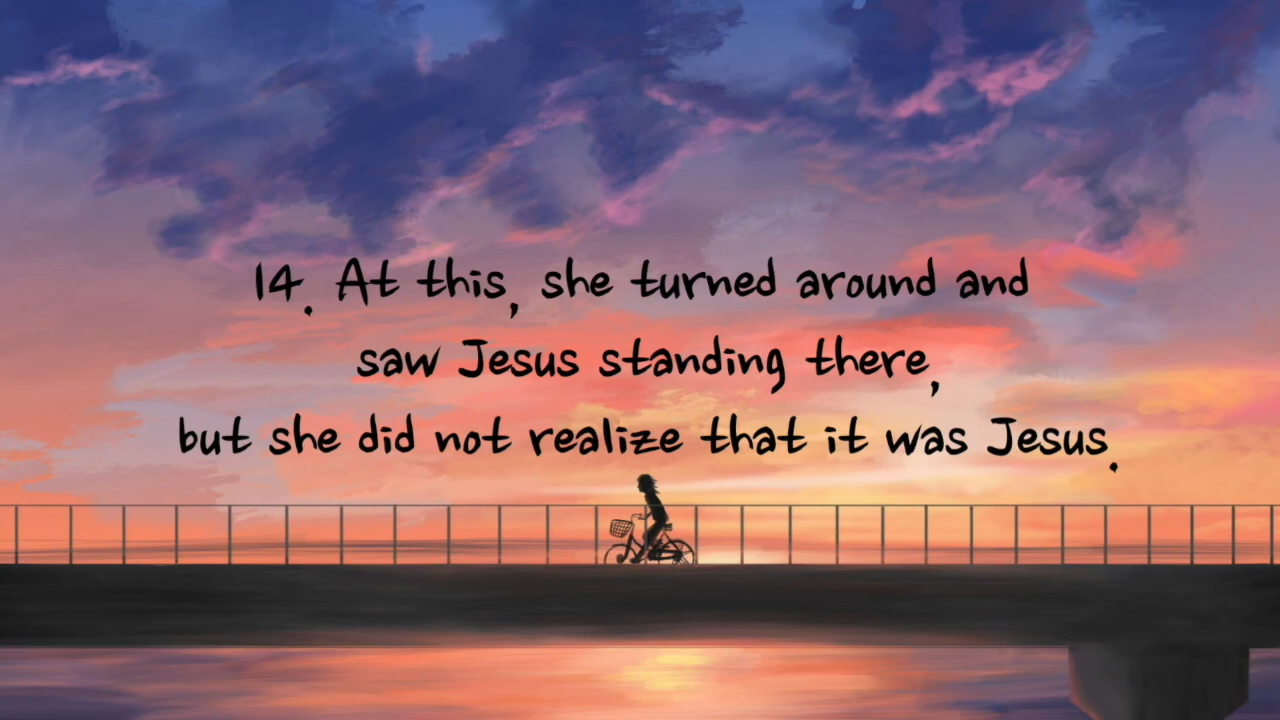 14. At this, she turned around and
saw Jesus standing there,
but she did not realize that it was Jesus.